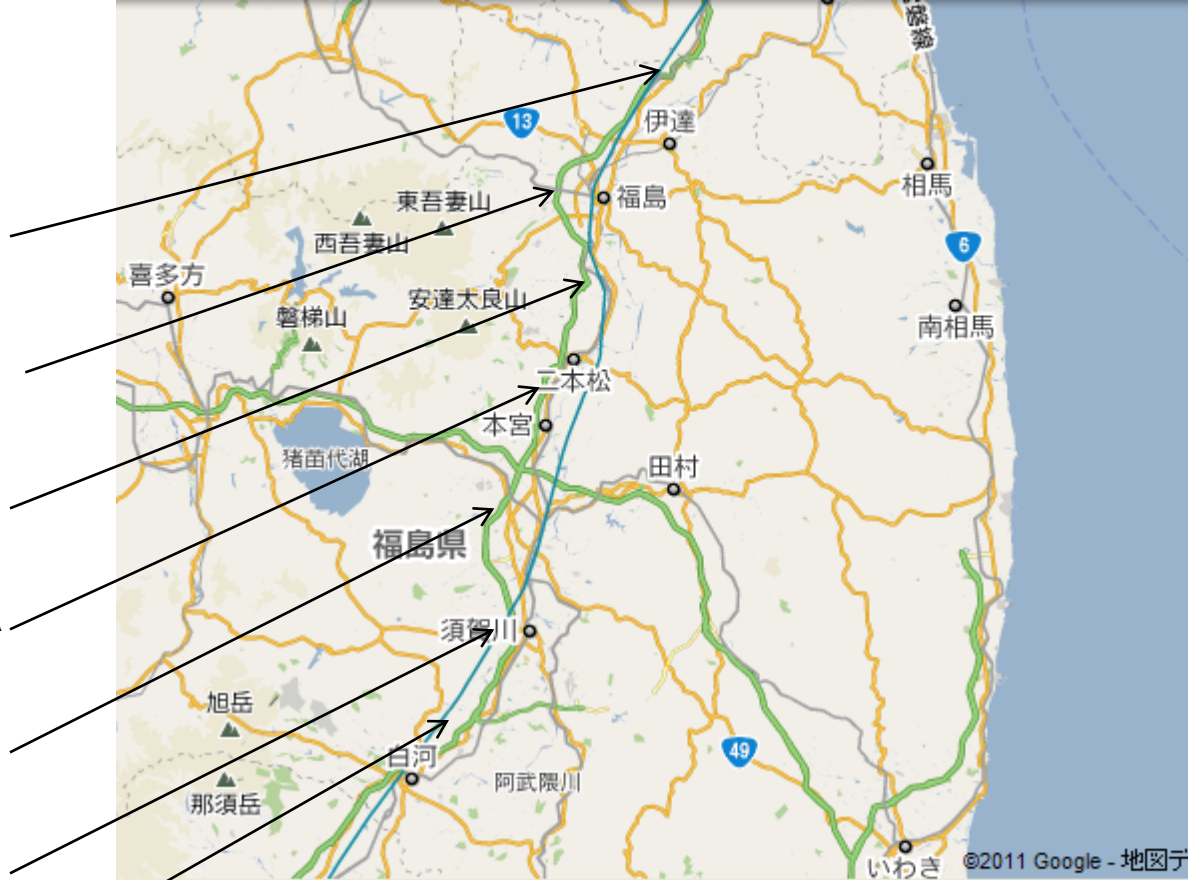 常磐線
13
伊達
相馬
福島
東吾妻山
西吾妻山
6
喜多方
安達太良山
磐梯山
南相馬
二本松
本宮
猪苗代湖
田村
福島県
須賀川
旭岳
49
白河
阿武隈川
那須岳
いわき
©2011 Google - 地図デ